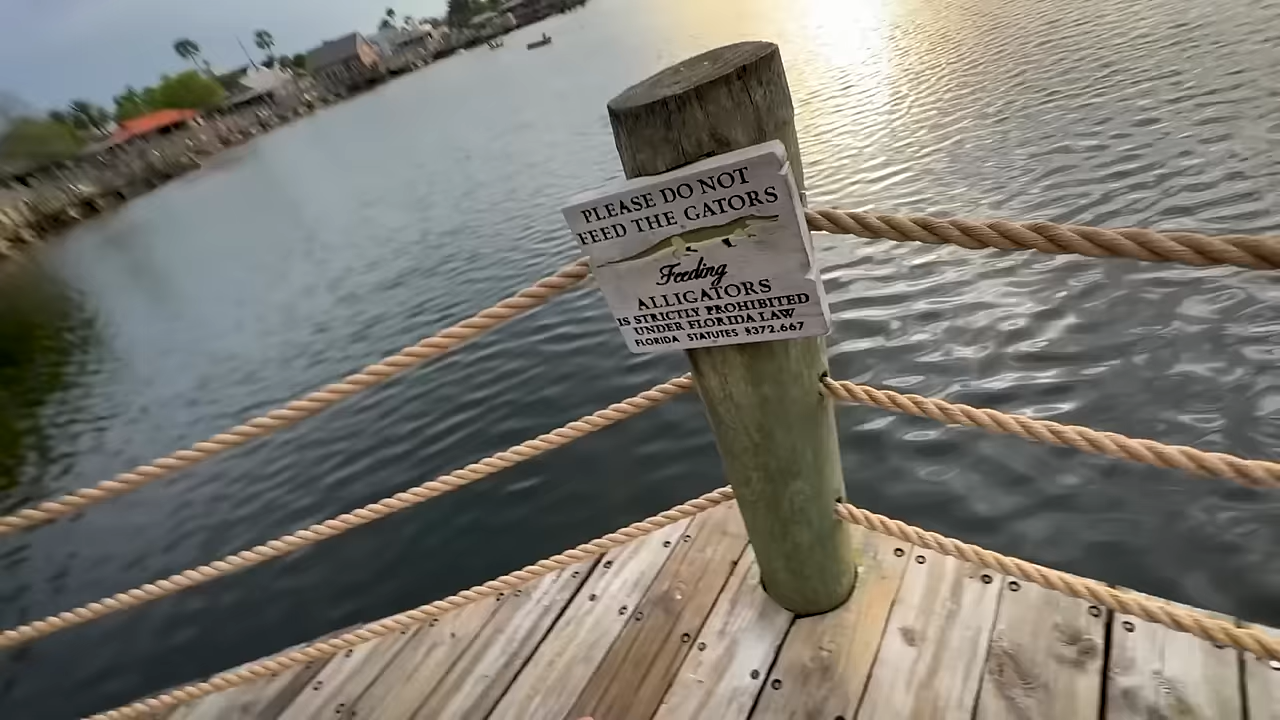 PLEASE DO NOT
FEED THE GATORS
Feeding
ALLIGATORS
IS STRICTLY PROHIBITED
UNDER FLORIDA LAW
FLORIDA STATUTES §372.667